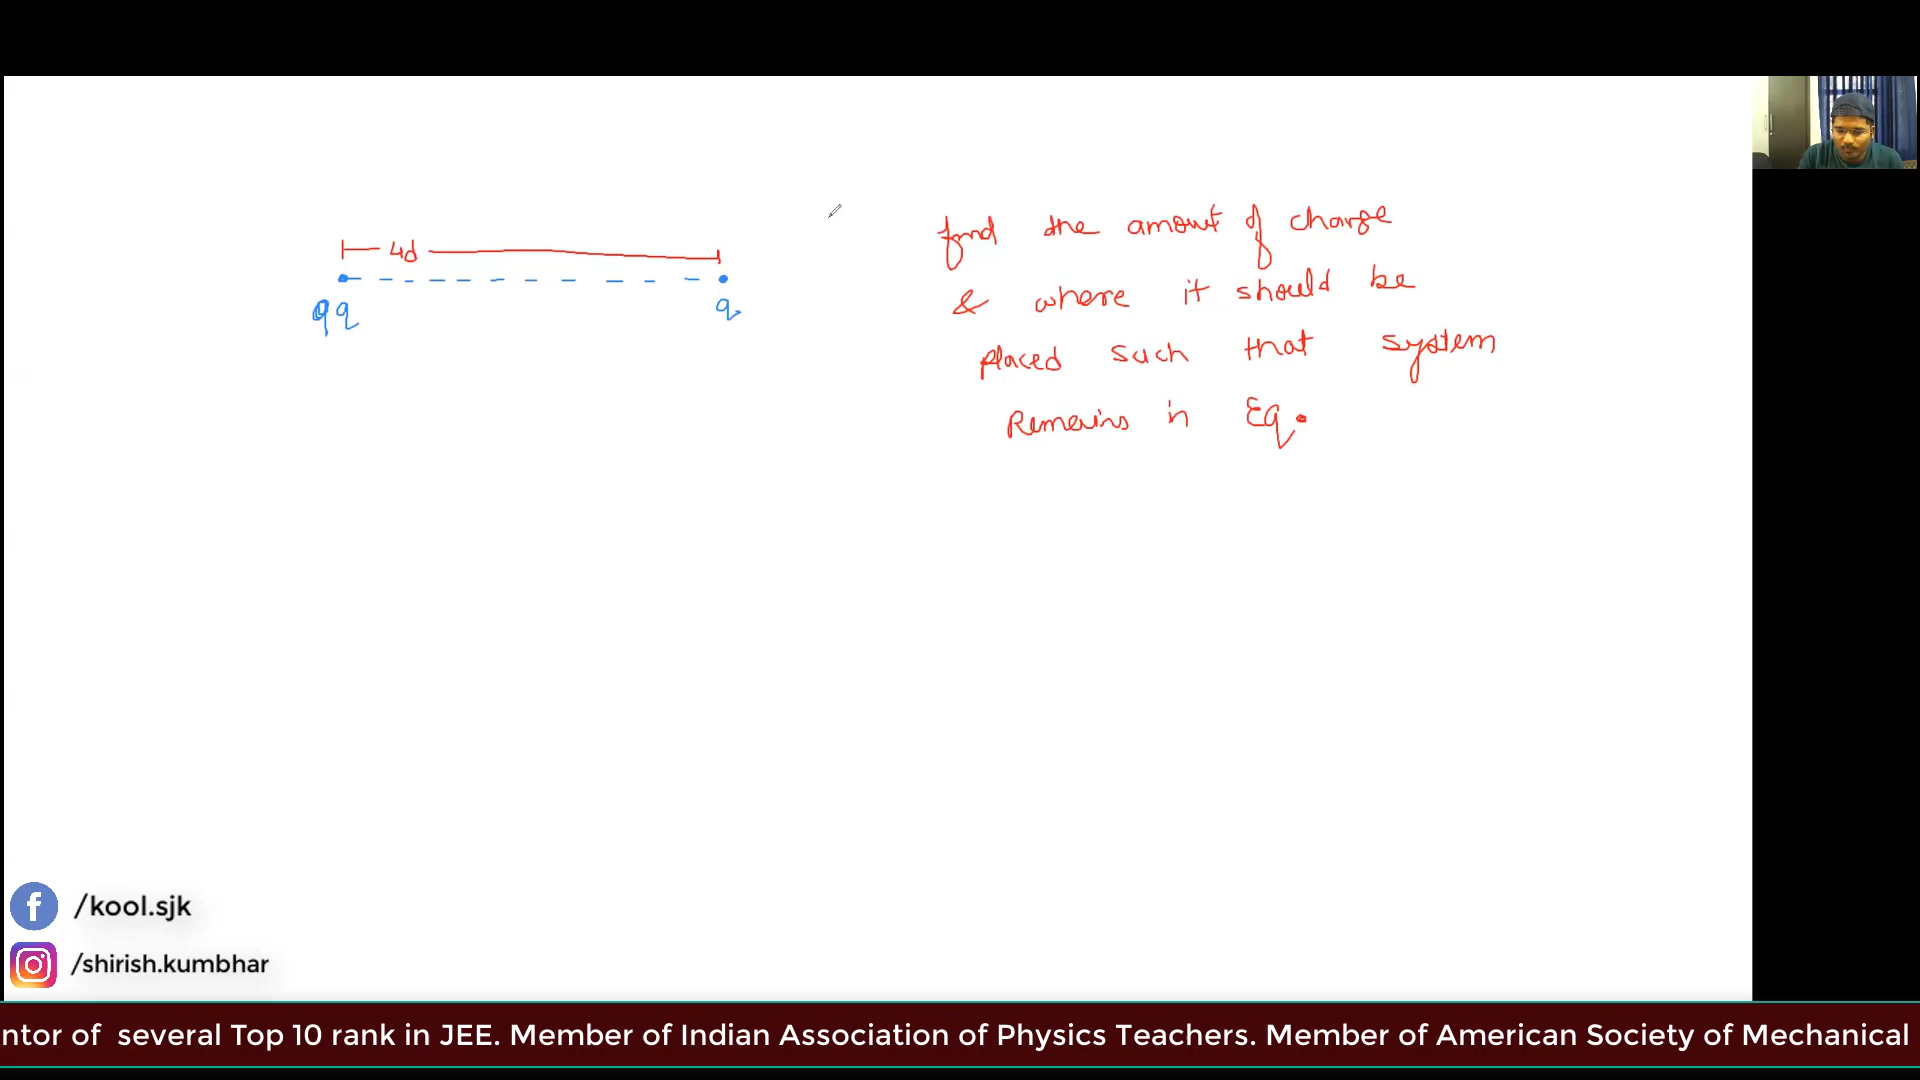 find the amout of charge
& where it should be
placed such that system
Remains in Eq.
4d
q
q
/kool.sjk
/shirish.kumbhar
ntor of several Top 10 rank in JEE. Member of Indian Association of Physics Teachers. Member of American Society of Mechanical